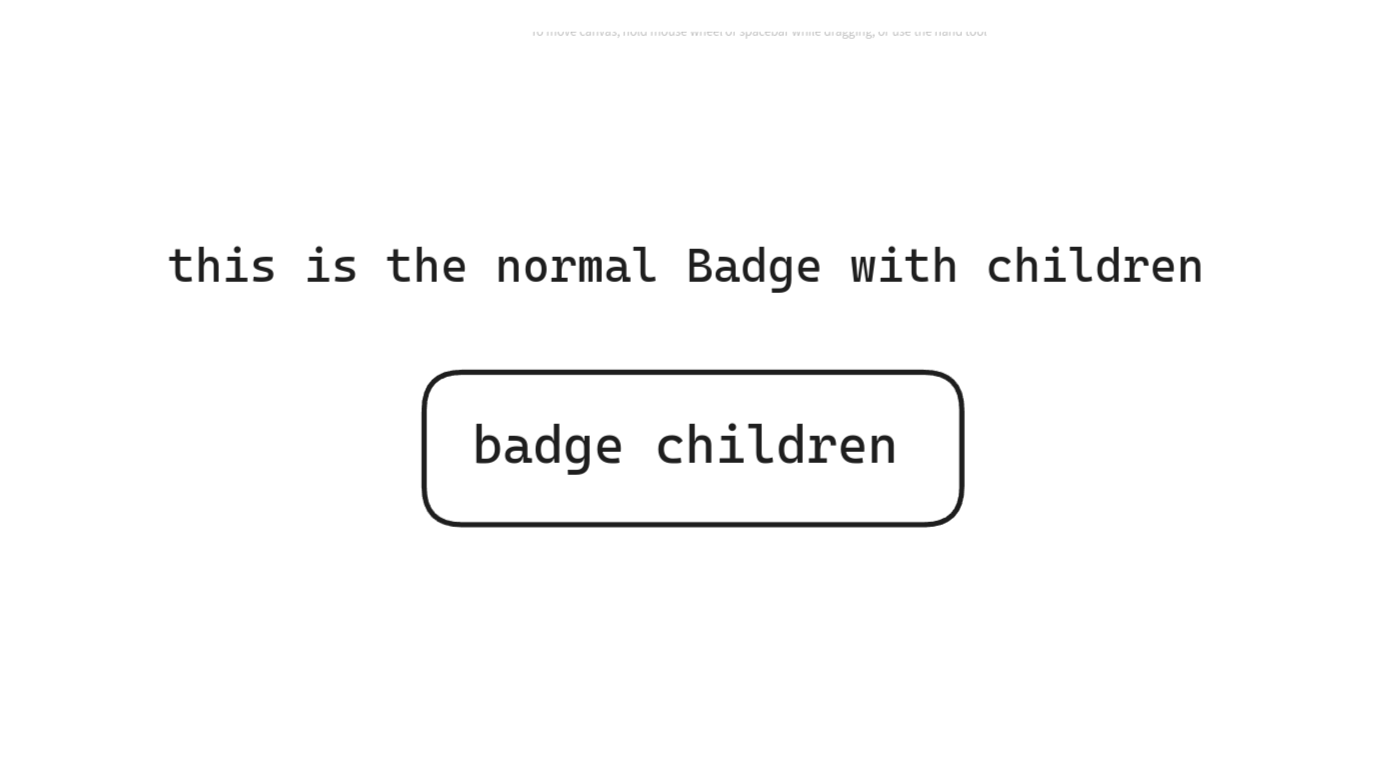 To move canvas, hold mouse wheel or spacebar while dragging, or use the hand tool
this is the normal Badge with children
badge children